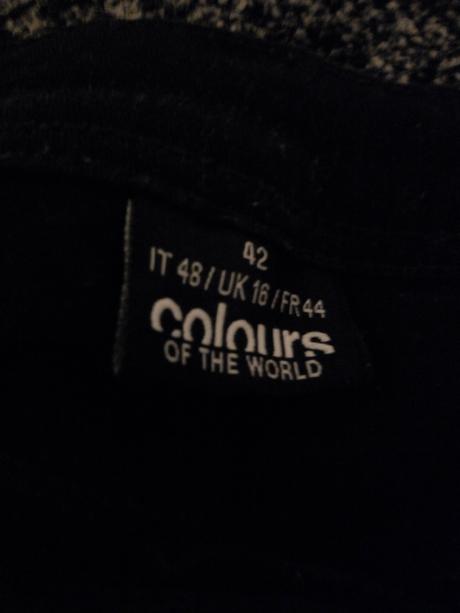 42
IT 48 / UK 16 / FR 44
colours
OF THE WORLD